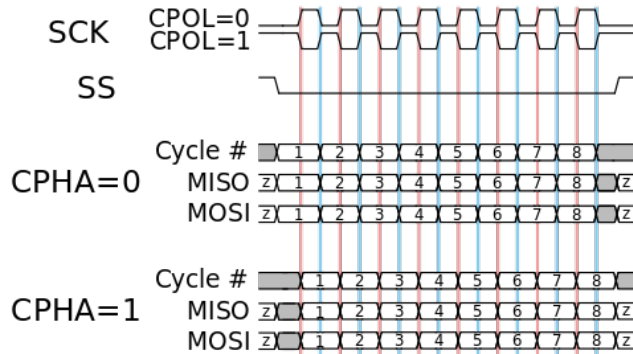 SCK CPOL=0
CPOL=1
SS
Cycle # 1 2 3 4 5 6 7 8
CPHA=0 MISO z 1 2 3 4 5 6 7 8 z
MOSI z 1 2 3 4 5 6 7 8 z
Cycle # 1 2 3 4 5 6 7 8
CPHA=1 MISO z 1 2 3 4 5 6 7 8 z
MOSI z 1 2 3 4 5 6 7 8 z